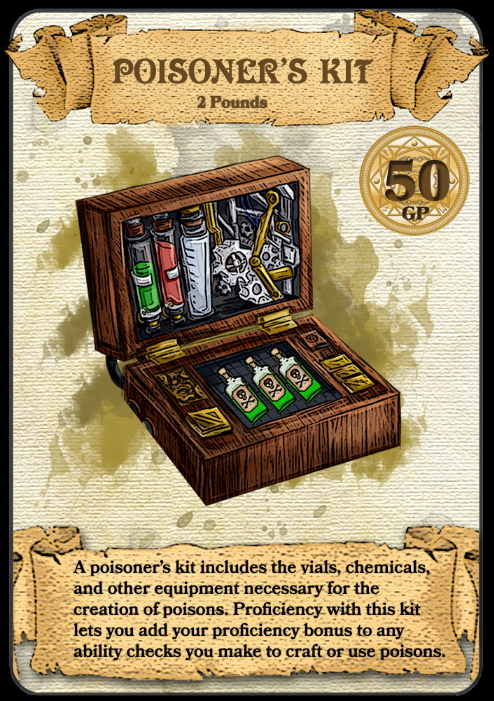 POISONER'S KIT
2 Pounds
50
GP
A poisoner's kit includes the vials, chemicals,
and other equipment necessary for the
creation of poisons. Proficiency with this kit
lets you add your proficiency bonus to any
ability checks you make to craft or use poisons.